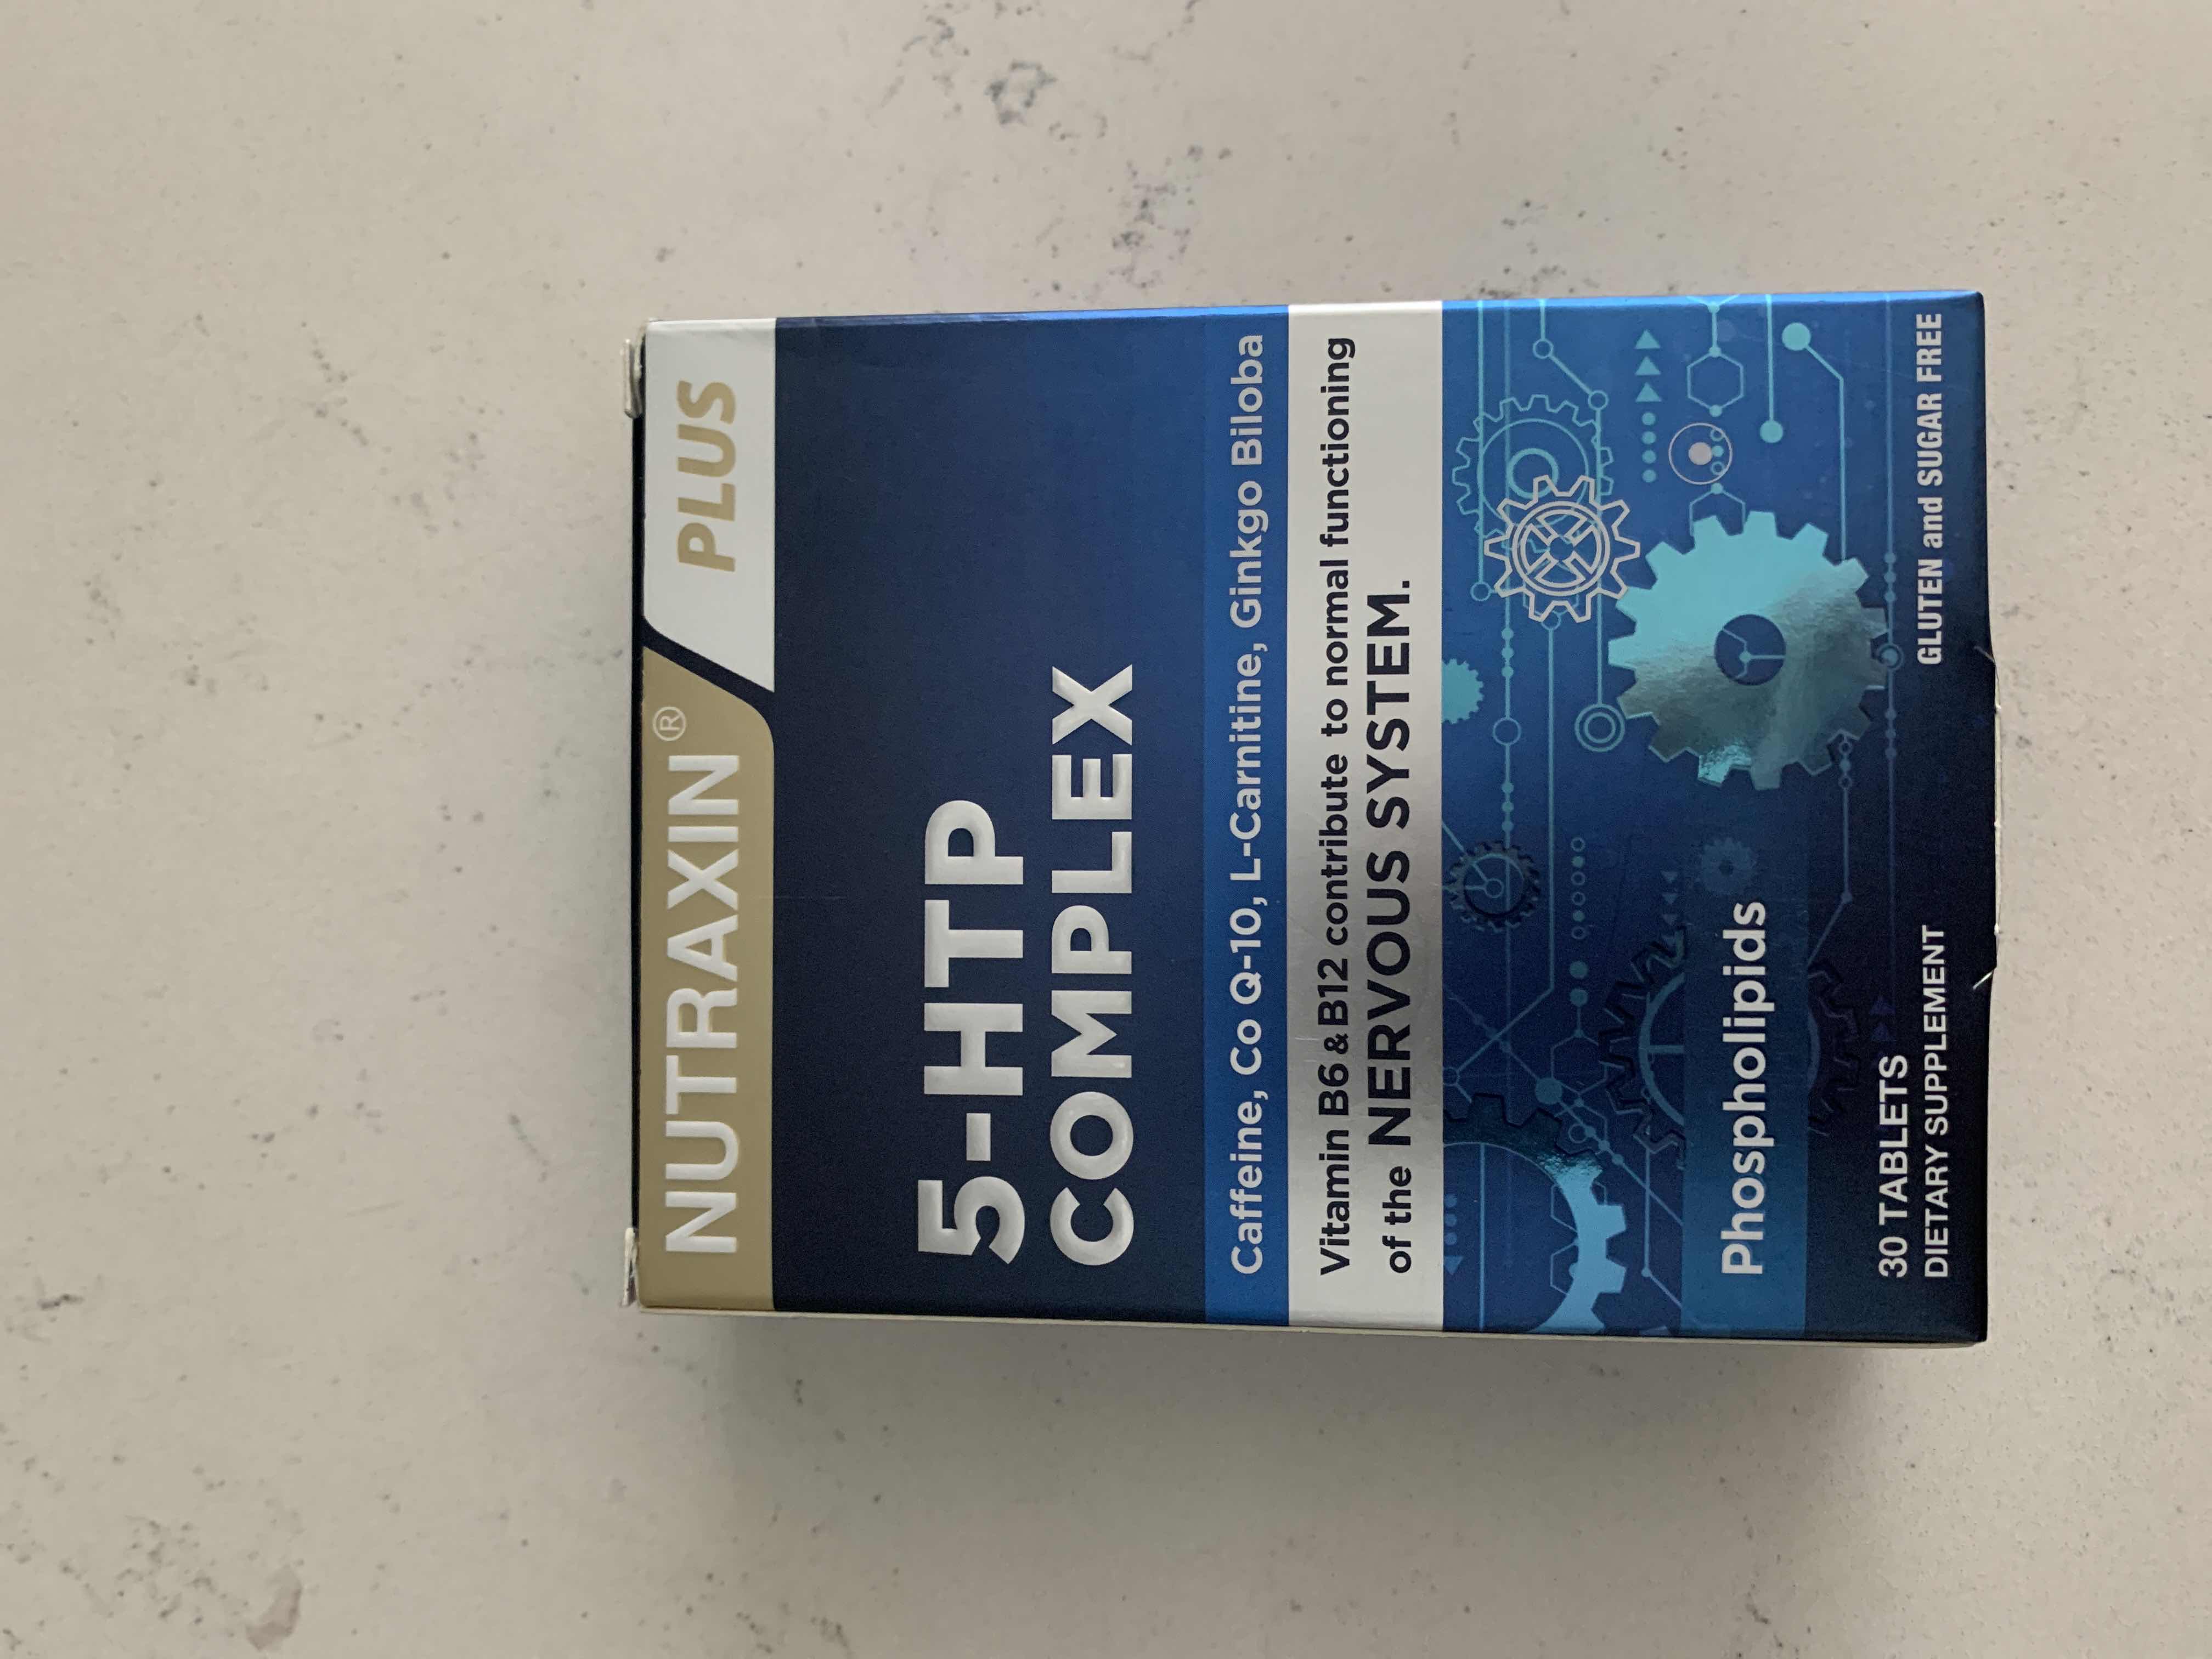 NUTRAXIN® PLUS
5-HTP
COMPLEX
Caffeine, Co Q-10, L-Carnitine, Ginkgo Biloba
Vitamin B6 & B12 contribute to normal functioning
of the NERVOUS SYSTEM.
Phospholipids
30 TABLETS
DIETARY SUPPLEMENT
GLUTEN and SUGAR FREE